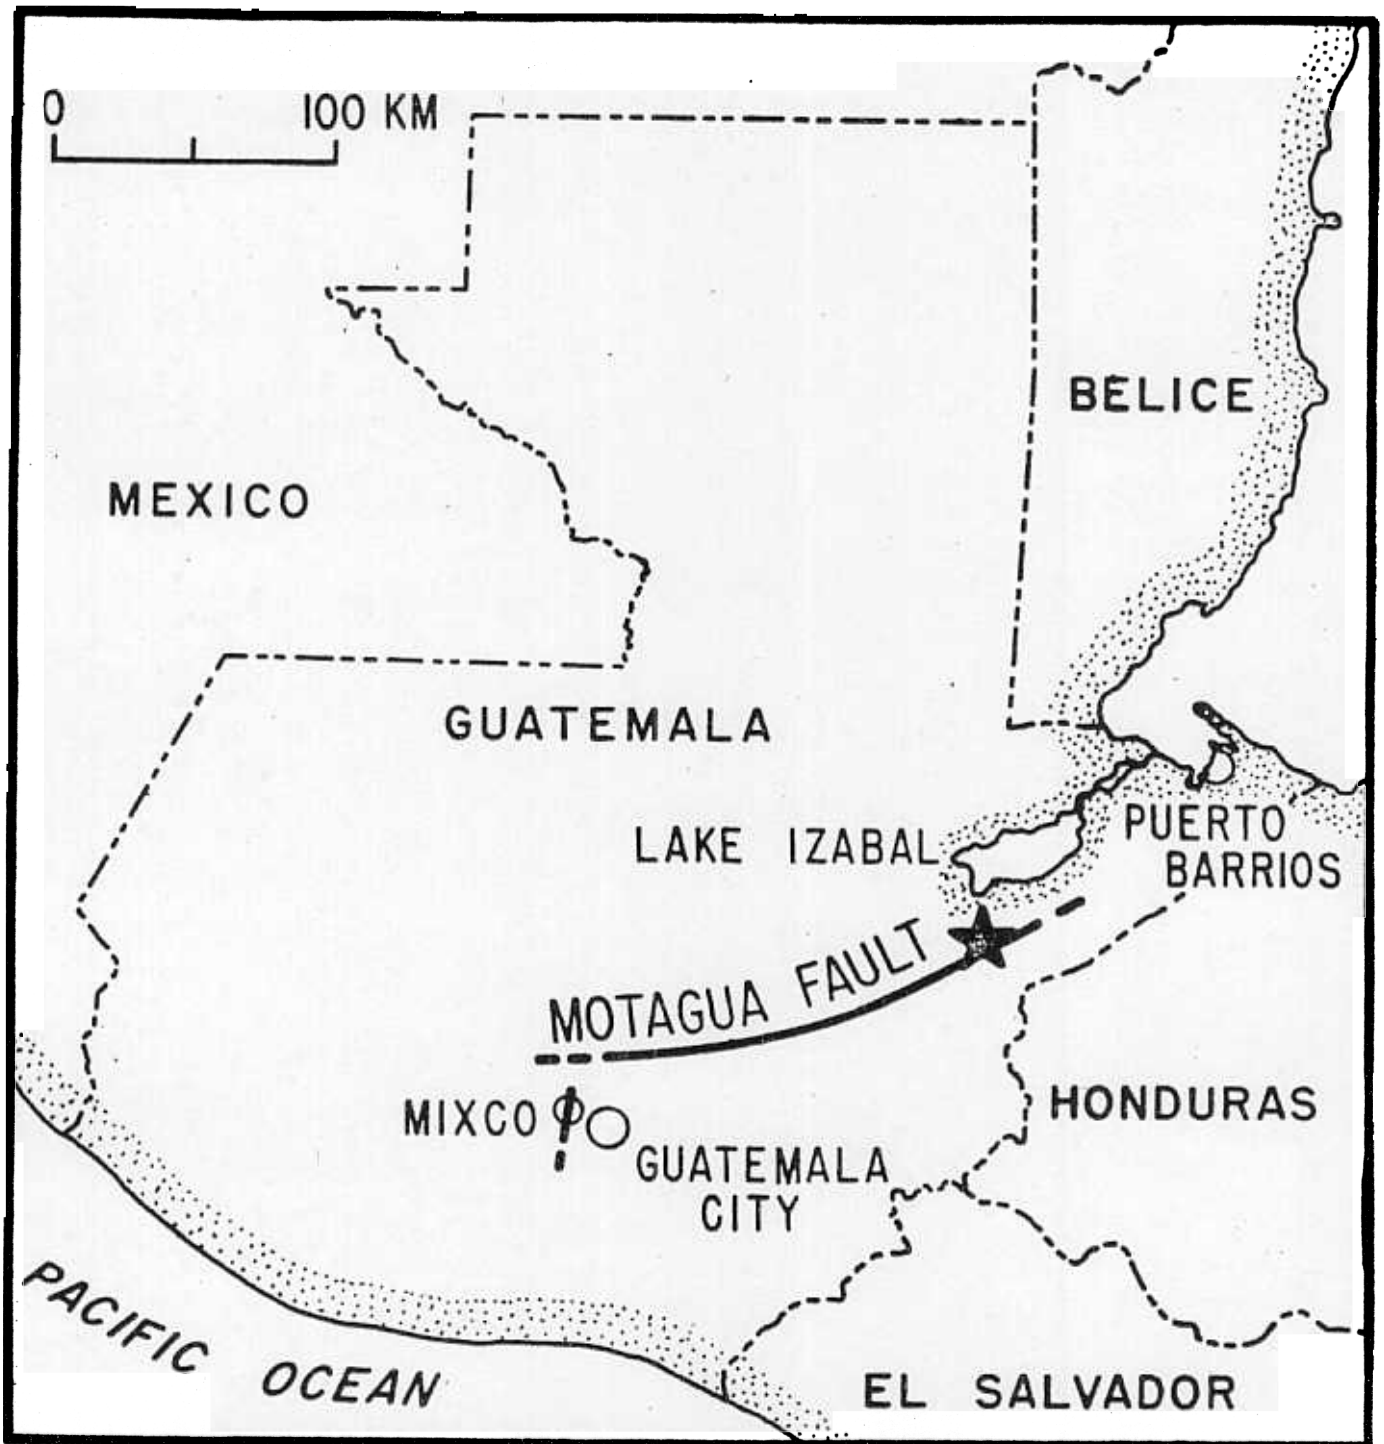 0 100 KM
BELICE
MEXICO
GUATEMALA
LAKE IZABAL
PUERTO
BARRIOS
MOTAGUA FAULT
MIXCO
HONDURAS
GUATEMALA
CITY
PACIFIC OCEAN
EL SALVADOR